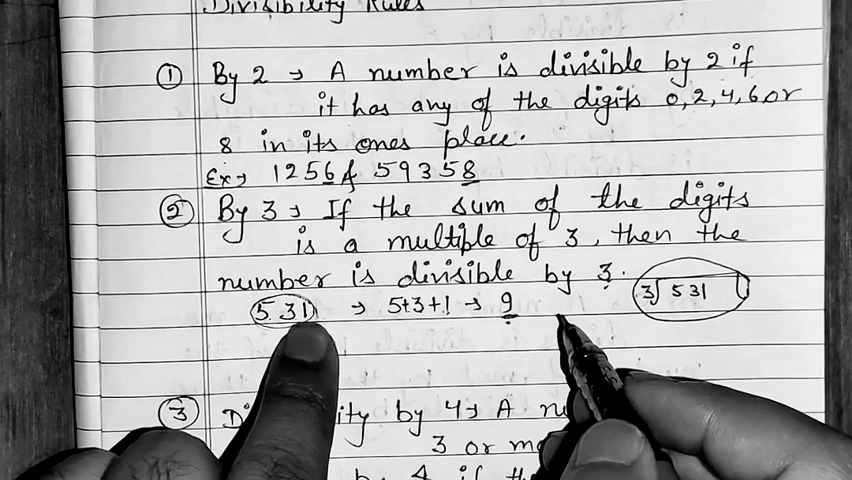 Divisibility Rules
① By 2 → A number is divisible by 2 if
it has any of the digits 0, 2, 4, 6 or
8 in its ones place.
Ex → 1256 & 59358
② By 3 → If the sum of the digits
is a multiple of 3, then the
number is divisible by 3.
531 → 5+3+1 → 9 3)531
③ by 4 → A
3 or
by 4 if